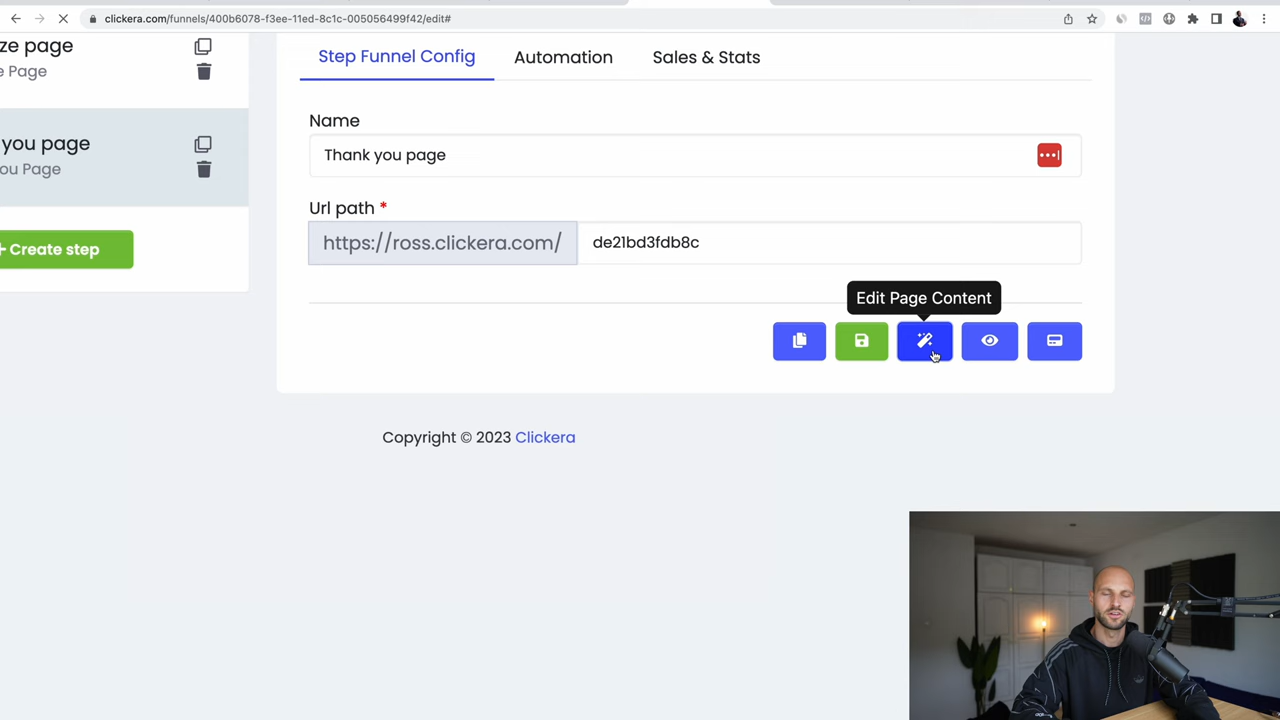 clickera.com/funnels/400b6078-f3ee-11ed-8c1c-005056499f42/edit#
ze page
e Page
you page
ou Page
Create step
Step Funnel Config
Automation
Sales & Stats
Name
Thank you page
Url path *
https://ross.clickera.com/
de21bd3fdb8c
Edit Page Content
Copyright © 2023 Clickera